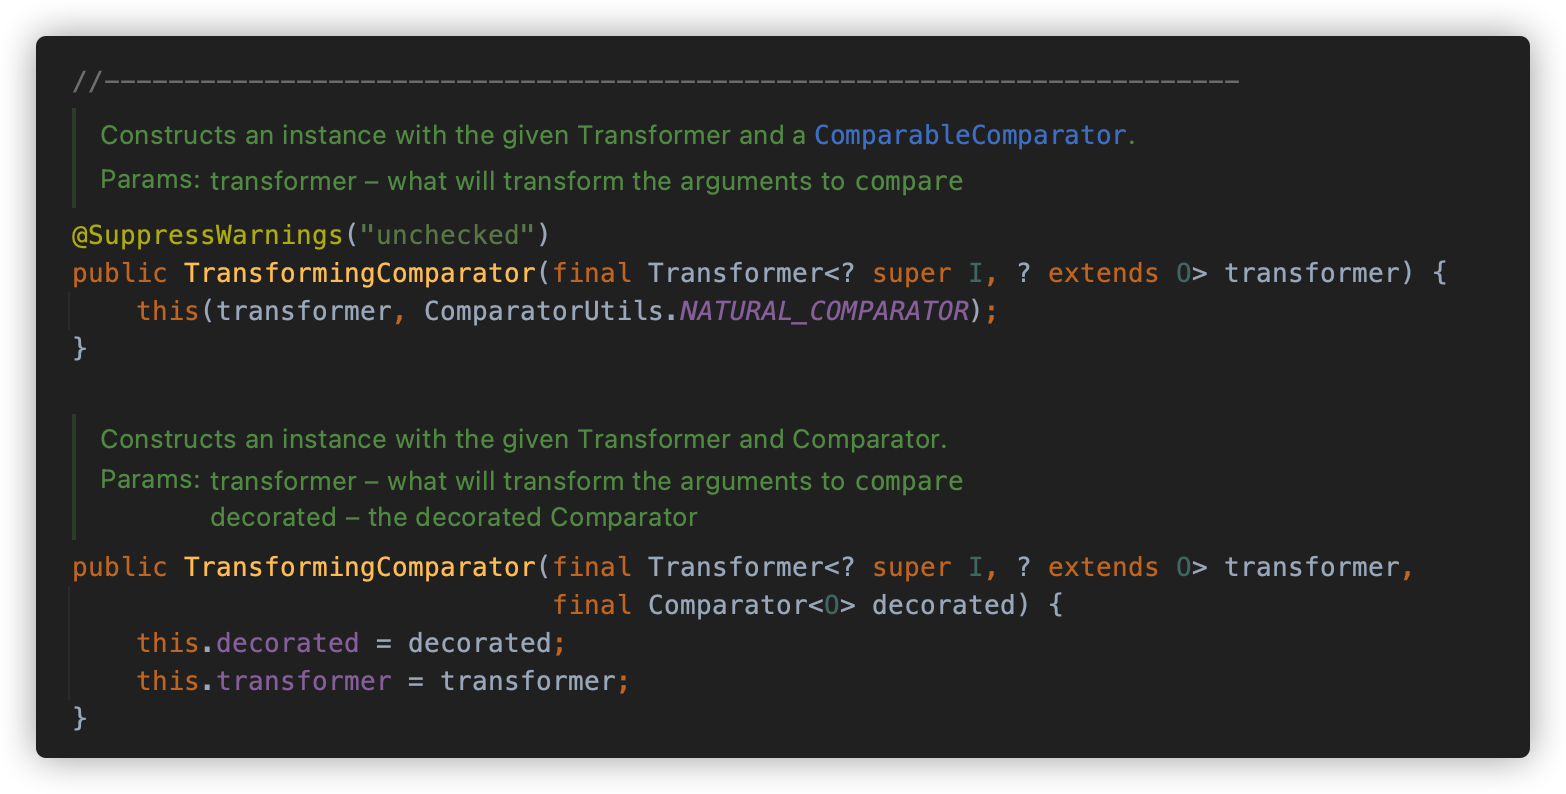 //-----------------------------------------------------------------------
Constructs an instance with the given Transformer and a ComparableComparator.
Params: transformer – what will transform the arguments to compare
@SuppressWarnings("unchecked")
public TransformingComparator(final Transformer<? super I, ? extends O> transformer) {
    this(transformer, ComparatorUtils.NATURAL_COMPARATOR);
}
Constructs an instance with the given Transformer and Comparator.
Params: transformer – what will transform the arguments to compare
decorated – the decorated Comparator
public TransformingComparator(final Transformer<? super I, ? extends O> transformer,
                              final Comparator<O> decorated) {
    this.decorated = decorated;
    this.transformer = transformer;
}